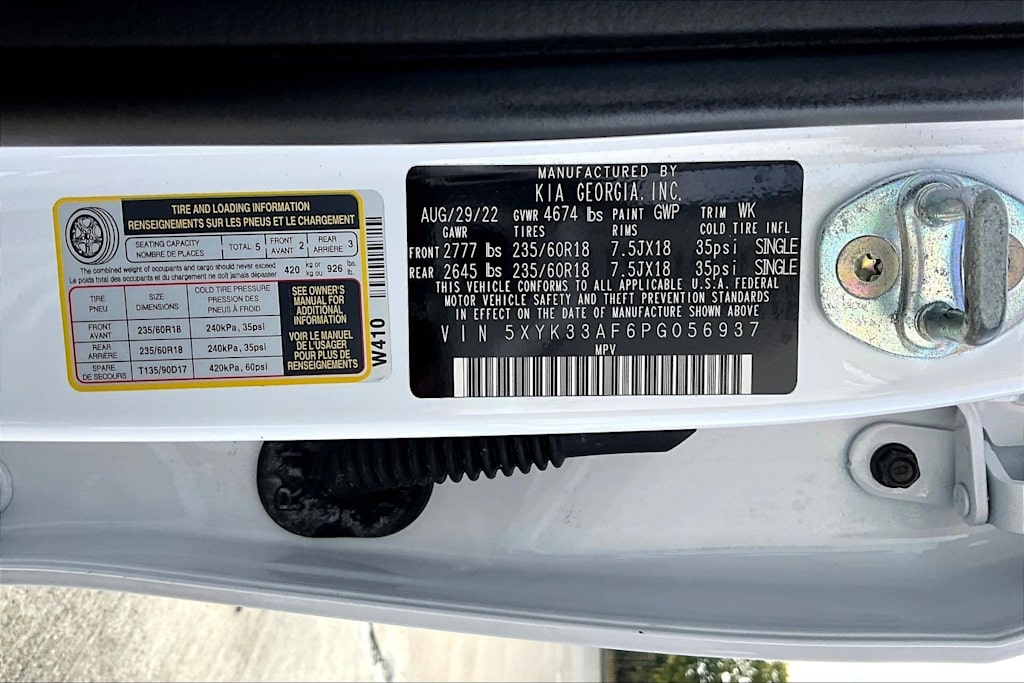 TIRE AND LOADING INFORMATION
RENSEIGNEMENTS SUR LES PNEUS ET LE CHARGEMENT
SEATING CAPACITY
NOMBRE DE PLACES
TOTAL 5
FRONT
AVANT 2
REAR
ARRIÈRE 3
The combined weight of occupants and cargo should never exceed
Le poids total des occupants et du chargement ne doit jamais dépasser
420 kg or
kg ou
926 lbs.
lb.
TIRE
PNEU
SIZE
DIMENSIONS
COLD TIRE PRESSURE
PRESSION DES
PNEUS À FROID
FRONT
AVANT
235/60R18
240kPa, 35psi
REAR
ARRIÈRE
235/60R18
240kPa, 35psi
SPARE
DE SECOURS
T135/90D17
420kPa, 60psi
SEE OWNER'S
MANUAL FOR
ADDITIONAL
INFORMATION
VOIR LE MANUEL
DE L'USAGER
POUR PLUS DE
RENSEIGNEMENTS
W410
MANUFACTURED BY
KIA GEORGIA, INC.
AUG/29/22 GVWR 4674 lbs PAINT GWP TRIM WK
GAWR TIRES RIMS COLD TIRE INFL
FRONT 2777 lbs 235/60R18 7.5JX18 35psi SINGLE
REAR 2645 lbs 235/60R18 7.5JX18 35psi SINGLE
THIS VEHICLE CONFORMS TO ALL APPLICABLE U.S.A. FEDERAL
MOTOR VEHICLE SAFETY AND THEFT PREVENTION STANDARDS
IN EFFECT ON THE DATE OF MANUFACTURE SHOWN ABOVE
VIN 5XYK33AF6PG056937
MPV